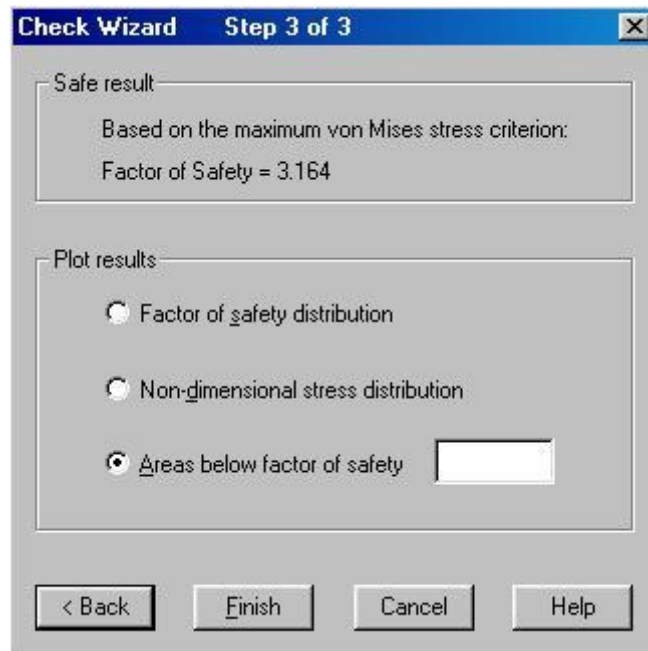 Check Wizard Step 3 of 3
Safe result
Based on the maximum von Mises stress criterion:
Factor of Safety = 3.164
Plot results
Factor of safety distribution
Non-dimensional stress distribution
Areas below factor of safety
< Back Finish Cancel Help